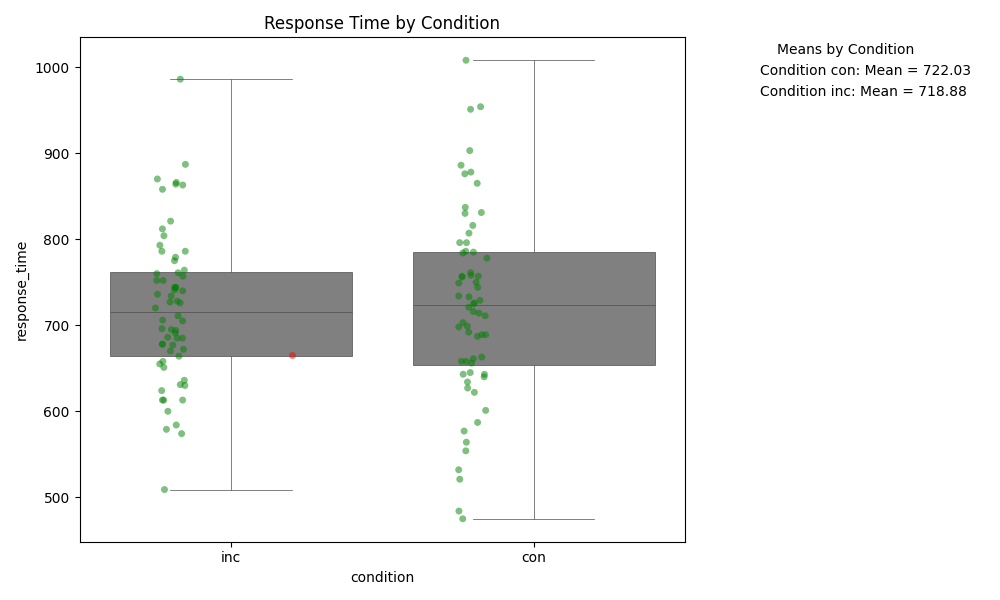 Response Time by Condition
Means by Condition
Condition con: Mean = 722.03
Condition inc: Mean = 718.88
response_time
1000
900
800
700
600
500
inc
con
condition